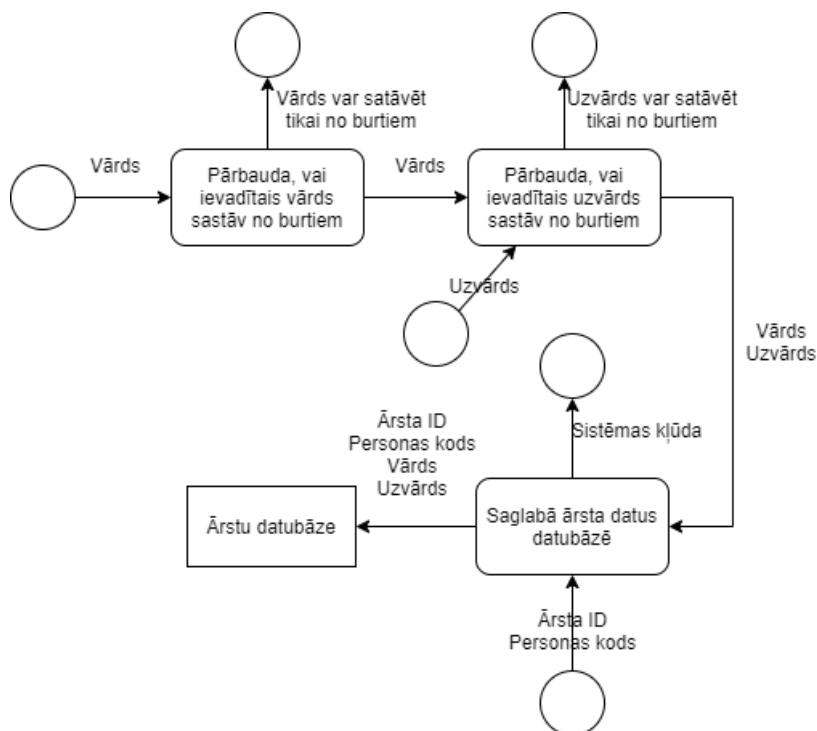 Vārds var satāvēt
tikai no burtiem
Uzvārds var satāvēt
tikai no burtiem
Vārds
Pārbauda, vai
ievadītais vārds
sastāv no burtiem
Vārds
Pārbauda, vai
ievadītais uzvārds
sastāv no burtiem
Uzvārds
Vārds
Uzvārds
Sistēmas kļūda
Ārsta ID
Personas kods
Vārds
Uzvārds
Ārstu datubāze
Saglabā ārsta datus
datubāzē
Ārsta ID
Personas kods